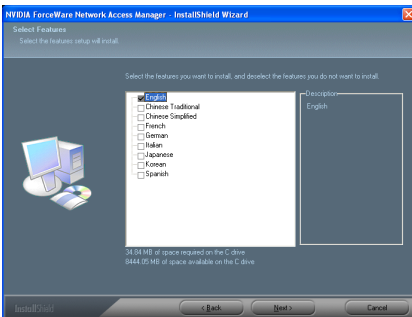 NVIDIA ForceWare Network Access Manager - InstallShield Wizard
Select Features
Select the features setup will install.
Select the features you want to install, and deselect the features you do not want to install.
English
Chinese Traditional
Chinese Simplified
French
German
Italian
Japanese
Korean
Spanish
Description
English
34.84 MB of space required on the C drive
8444.05 MB of space available on the C drive
InstallShield
< Back
Next >
Cancel